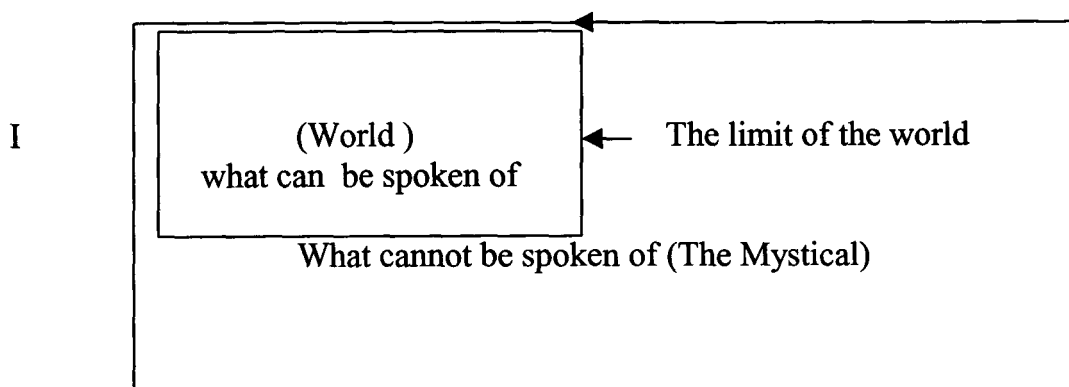 I
(World )
what can be spoken of
The limit of the world
What cannot be spoken of (The Mystical)